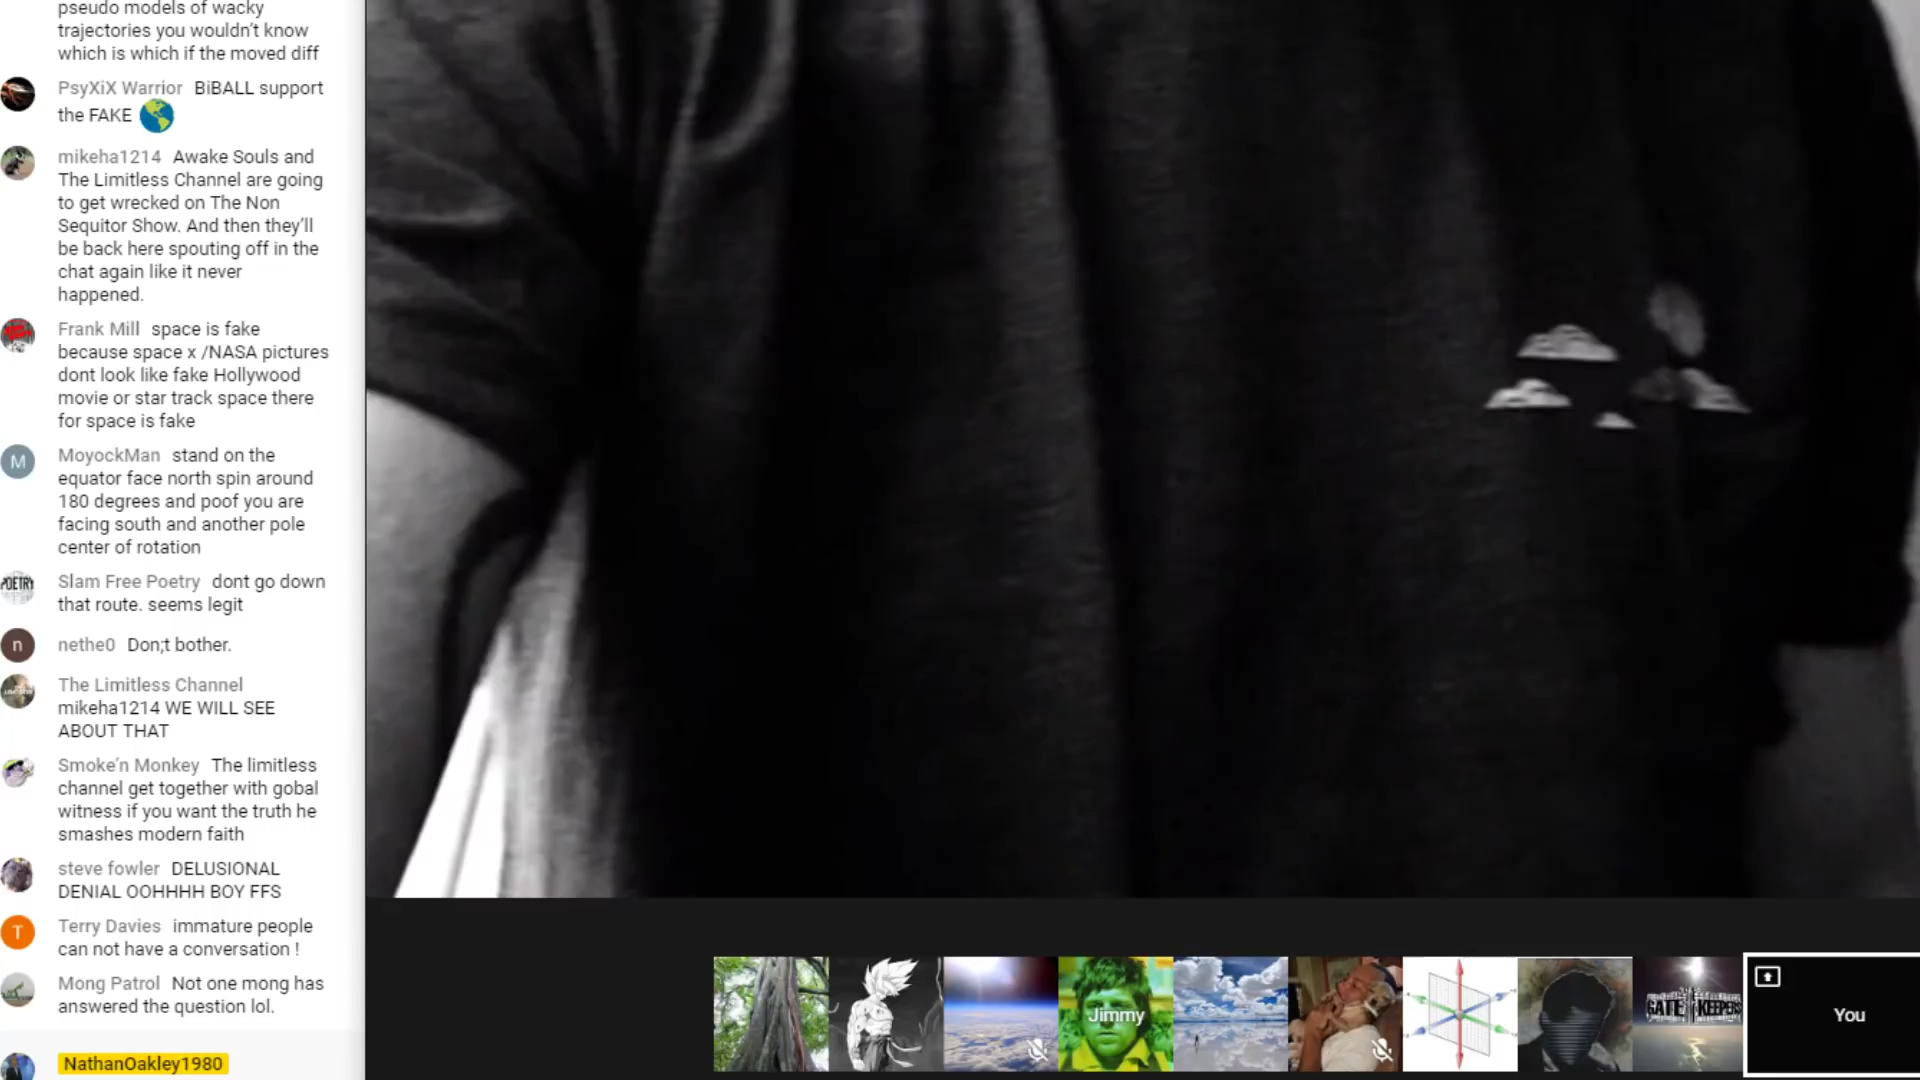 pseudo models of wacky
trajectories you wouldn't know
which is which if the moved diff
PsyXiX Warrior BiBALL support
the FAKE
mikeha1214 Awake Souls and
The Limitless Channel are going
to get wrecked on The Non
Sequitor Show. And then they'll
be back here spouting off in the
chat again like it never
happened.
Frank Mill space is fake
because space x /NASA pictures
dont look like fake Hollywood
movie or star track space there
for space is fake
M
MoyockMan stand on the
equator face north spin around
180 degrees and poof you are
facing south and another pole
center of rotation
POETRY
Slam Free Poetry dont go down
that route. seems legit
n
nethe0 Don;t bother.
The Limitless Channel
mikeha1214 WE WILL SEE
ABOUT THAT
Smoke'n Monkey The limitless
channel get together with gobal
witness if you want the truth he
smashes modern faith
steve fowler DELUSIONAL
DENIAL OOHHHH BOY FFS
T
Terry Davies immature people
can not have a conversation !
Mong Patrol Not one mong has
answered the question lol.
NathanOakley1980
Jimmy
GATE KEEPERS
You